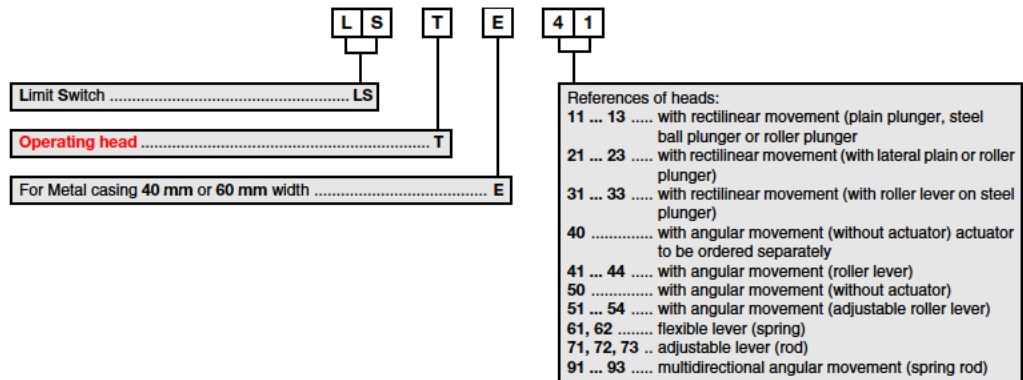 L S T E 4 1
Limit Switch ...................................................... LS
Operating head ................................................................. T
For Metal casing 40 mm or 60 mm width ....................................... E
References of heads:
11 ... 13 ..... with rectilinear movement (plain plunger, steel
ball plunger or roller plunger
21 ... 23 ..... with rectilinear movement (with lateral plain or roller
plunger)
31 ... 33 ..... with rectilinear movement (with roller lever on steel
plunger)
40 .............. with angular movement (without actuator) actuator
to be ordered separately
41 ... 44 ..... with angular movement (roller lever)
50 .............. with angular movement (without actuator)
51 ... 54 ..... with angular movement (adjustable roller lever)
61, 62 ........ flexible lever (spring)
71, 72, 73 .. adjustable lever (rod)
91 ... 93 ..... multidirectional angular movement (spring rod)